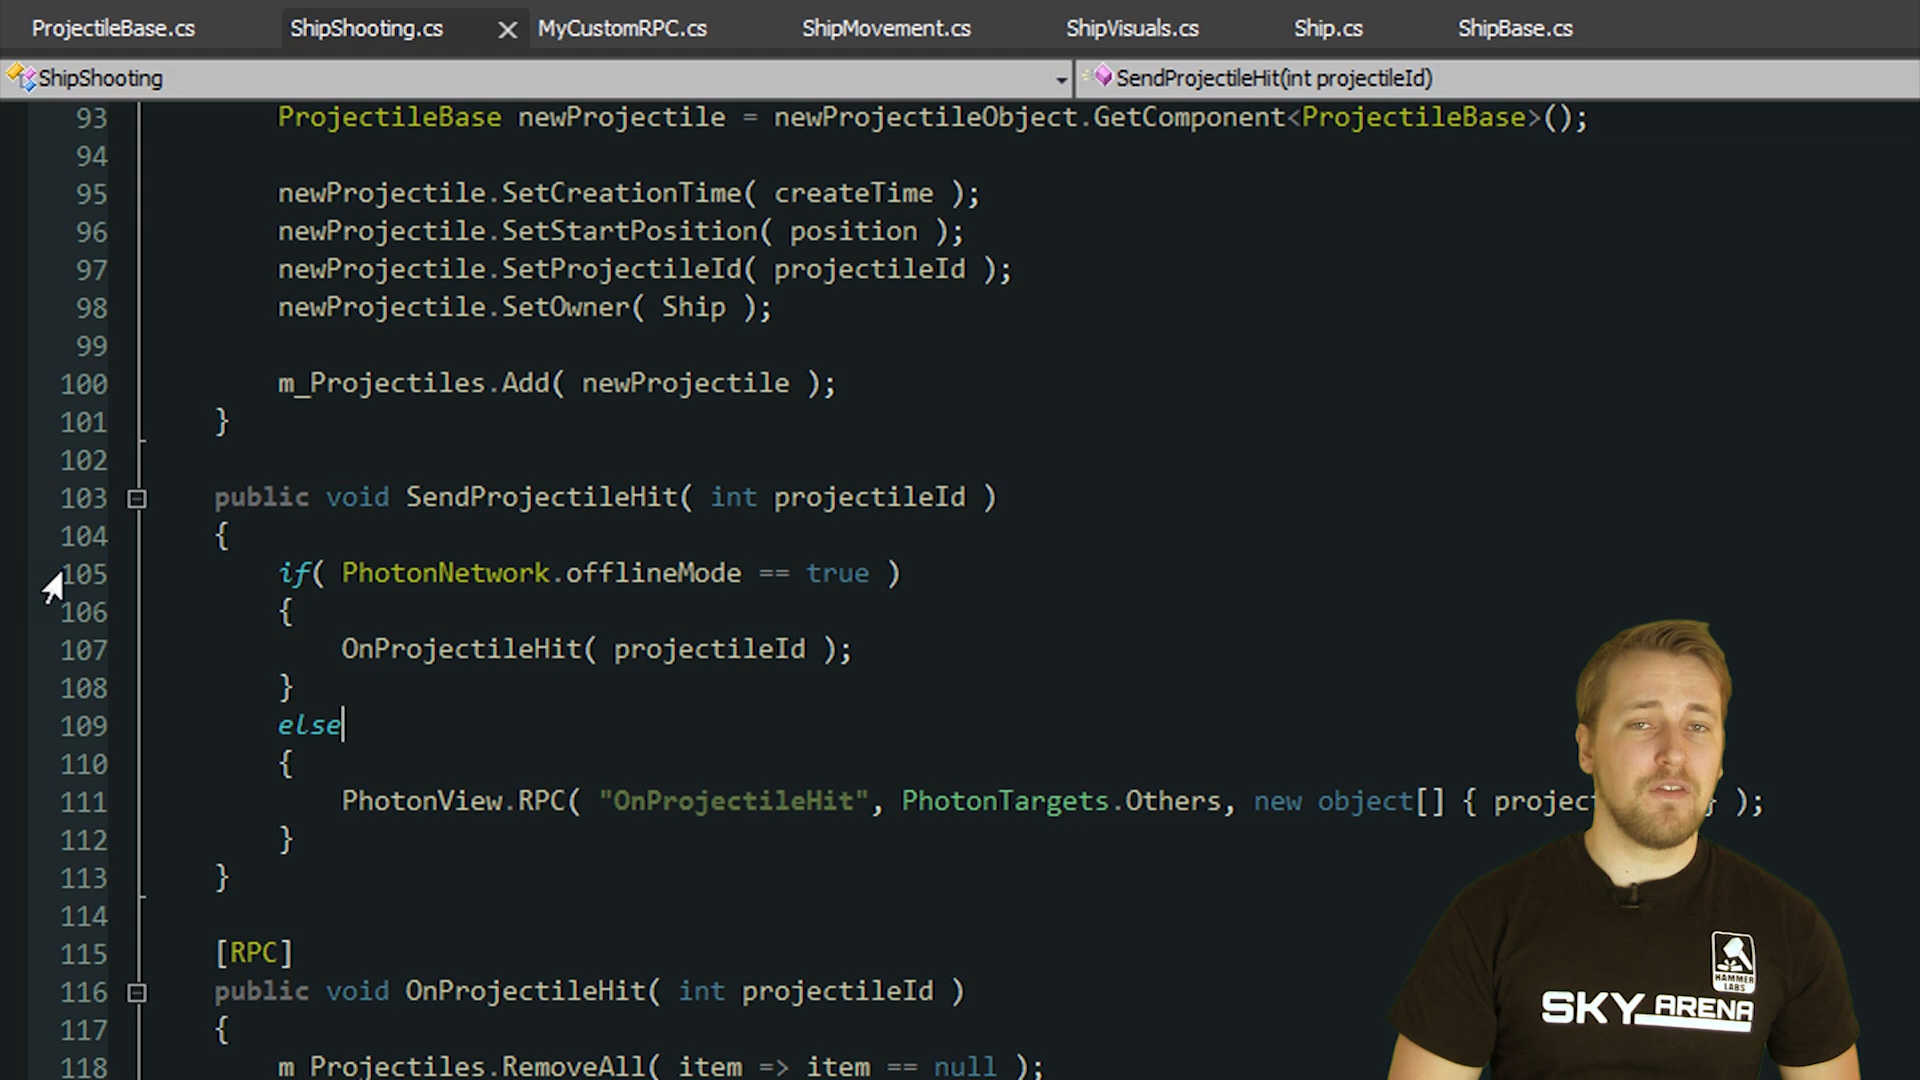 ProjectileBase.cs ShipShooting.cs MyCustomRPC.cs ShipMovement.cs ShipVisuals.cs Ship.cs ShipBase.cs
ShipShooting SendProjectileHit(int projectileId)
93 ProjectileBase newProjectile = newProjectileObject.GetComponent<ProjectileBase>();
94
95 newProjectile.SetCreationTime( createTime );
96 newProjectile.SetStartPosition( position );
97 newProjectile.SetProjectileId( projectileId );
98 newProjectile.SetOwner( Ship );
99
100 m_Projectiles.Add( newProjectile );
101 }
102
103 public void SendProjectileHit( int projectileId )
104 {
105 if( PhotonNetwork.offlineMode == true )
106 {
107 OnProjectileHit( projectileId );
108 }
109 else
110 {
111 PhotonView.RPC( "OnProjectileHit", PhotonTargets.Others, new object[] { projec } );
112 }
113 }
114
115 [RPC]
116 public void OnProjectileHit( int projectileId )
117 {
118 m_Projectiles.RemoveAll( item => item == null );
HAMMER
LABS
SKY ARENA